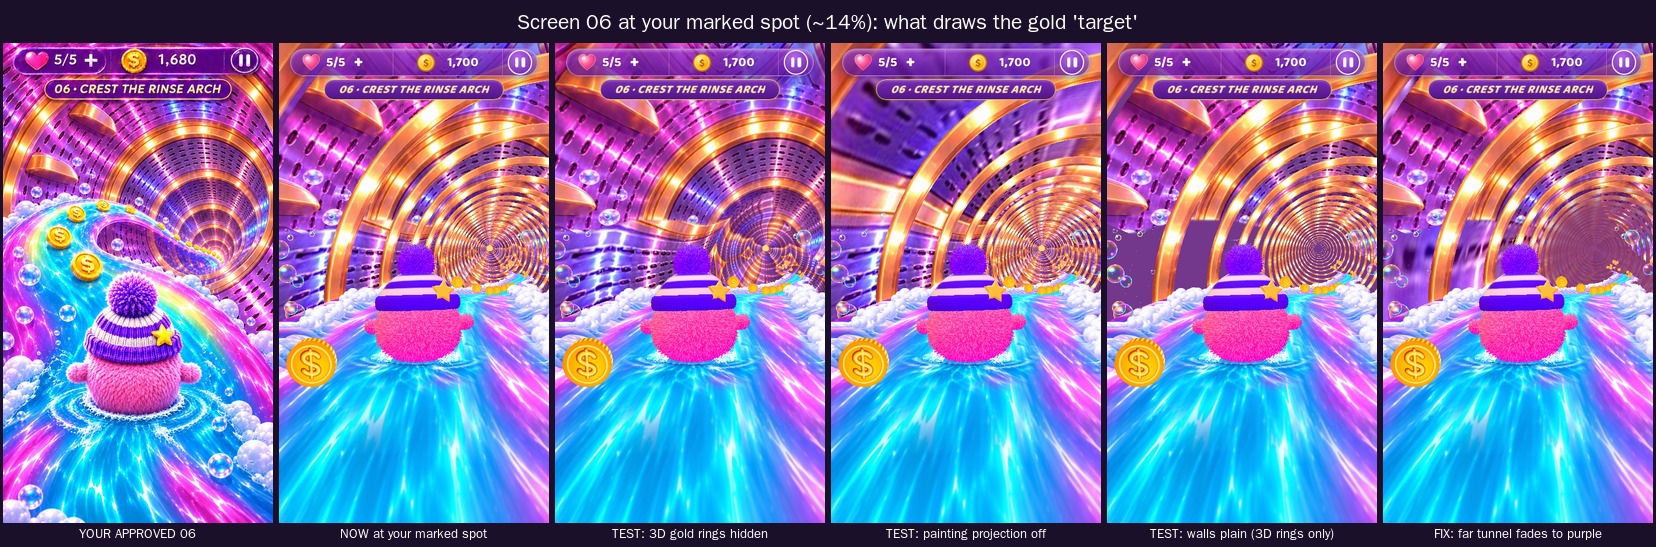 Screen 06 at your marked spot (~14%): what draws the gold 'target'
5/5 + $ 1,680
06 · CREST THE RINSE ARCH
$
$
$
YOUR APPROVED 06
5/5 + $ 1,700
06 · CREST THE RINSE ARCH
$
NOW at your marked spot
5/5 + $ 1,700
06 · CREST THE RINSE ARCH
$
TEST: 3D gold rings hidden
5/5 + $ 1,700
06 · CREST THE RINSE ARCH
$
TEST: painting projection off
5/5 + $ 1,700
06 · CREST THE RINSE ARCH
$
TEST: walls plain (3D rings only)
5/5 + $ 1,700
06 · CREST THE RINSE ARCH
$
FIX: far tunnel fades to purple